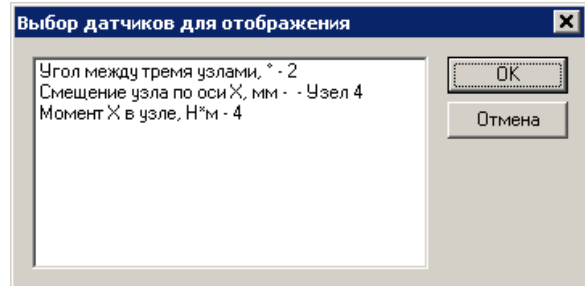 Выбор датчиков для отображения
Угол между тремя узлами, ° - 2
Смещение узла по оси X, мм - - Узел 4
Момент X в узле, Н*м - 4
OK
Отмена